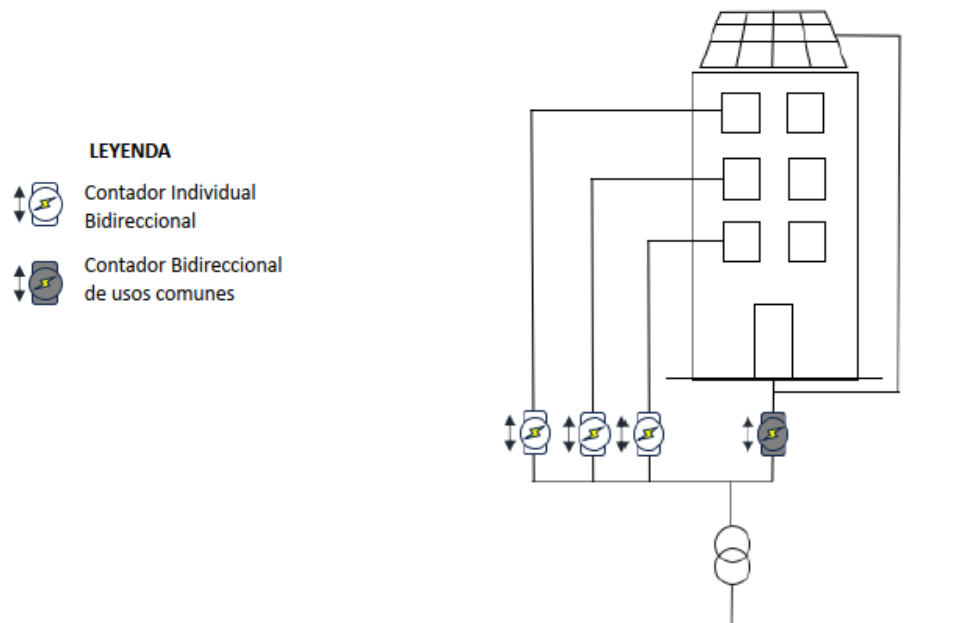 LEYENDA
Contador Individual
Bidireccional
Contador Bidireccional
de usos comunes